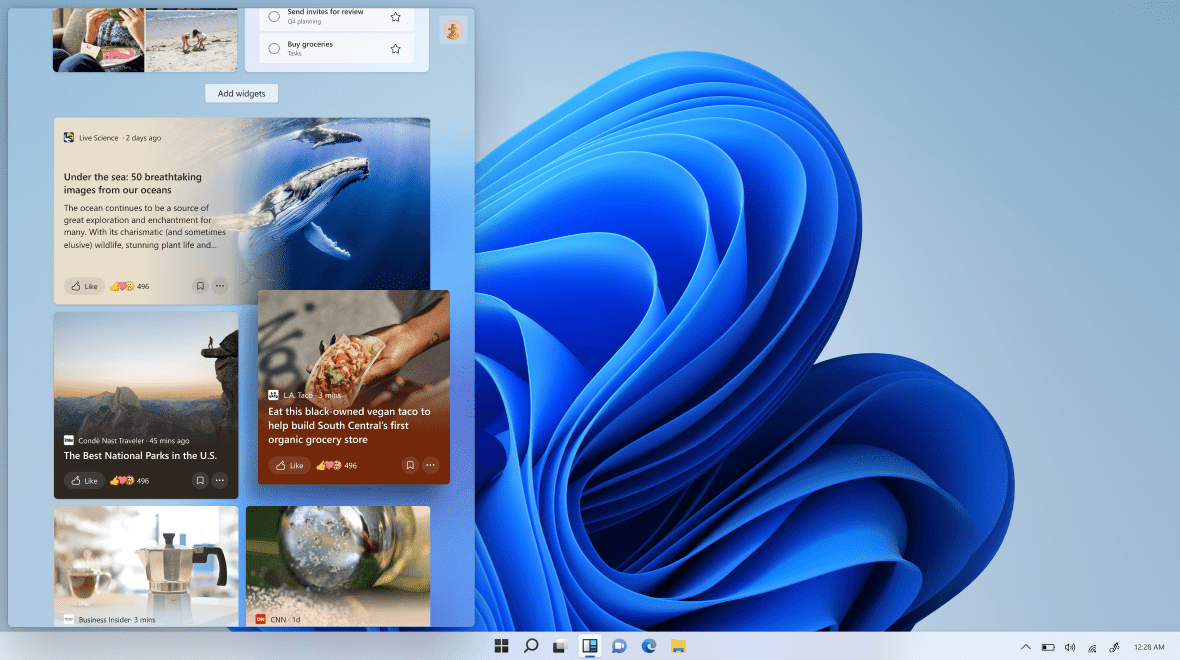 Send invites for review
Q4 planning
Buy groceries
Tasks
Add widgets
Live Science · 2 days ago
Under the sea: 50 breathtaking
images from our oceans
The ocean continues to be a source of
great exploration and enchantment for
many. With its charismatic (and sometimes
elusive) wildlife, stunning plant life and...
Like
496
L.A. Taco · 3 mins
Eat this black-owned vegan taco to
help build South Central's first
organic grocery store
Like
496
Condé Nast Traveler · 45 mins ago
The Best National Parks in the U.S.
Like
496
Business Insider · 3 mins
CNN · 1d
12:28 AM